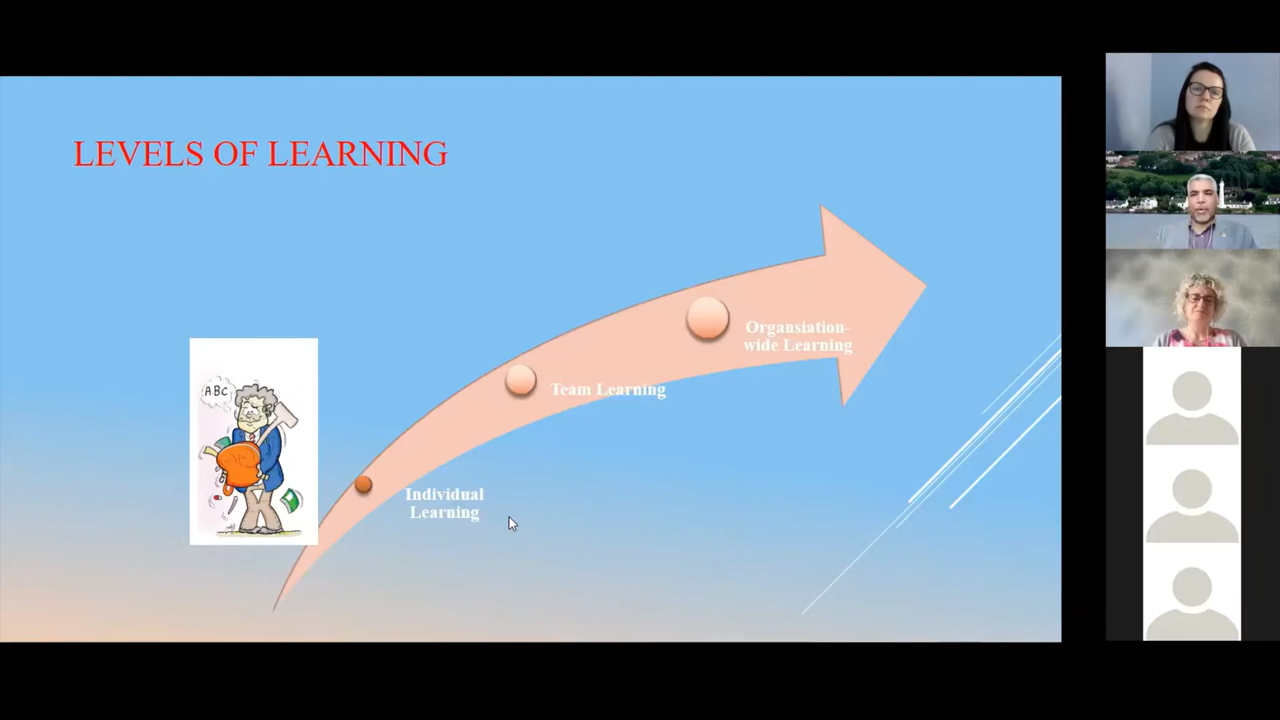 LEVELS OF LEARNING
Organsiation-
wide Learning
Team Learning
ABC
Individual
Learning